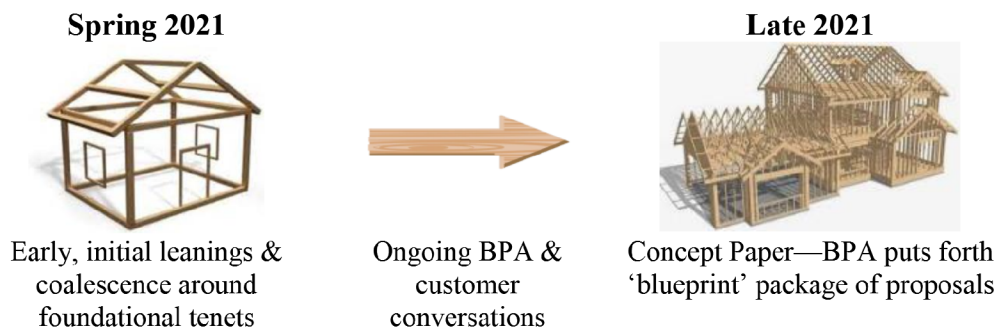 Spring 2021
Late 2021
Early, initial leanings &
coalescence around
foundational tenets
Ongoing BPA &
customer
conversations
Concept Paper—BPA puts forth
‘blueprint’ package of proposals